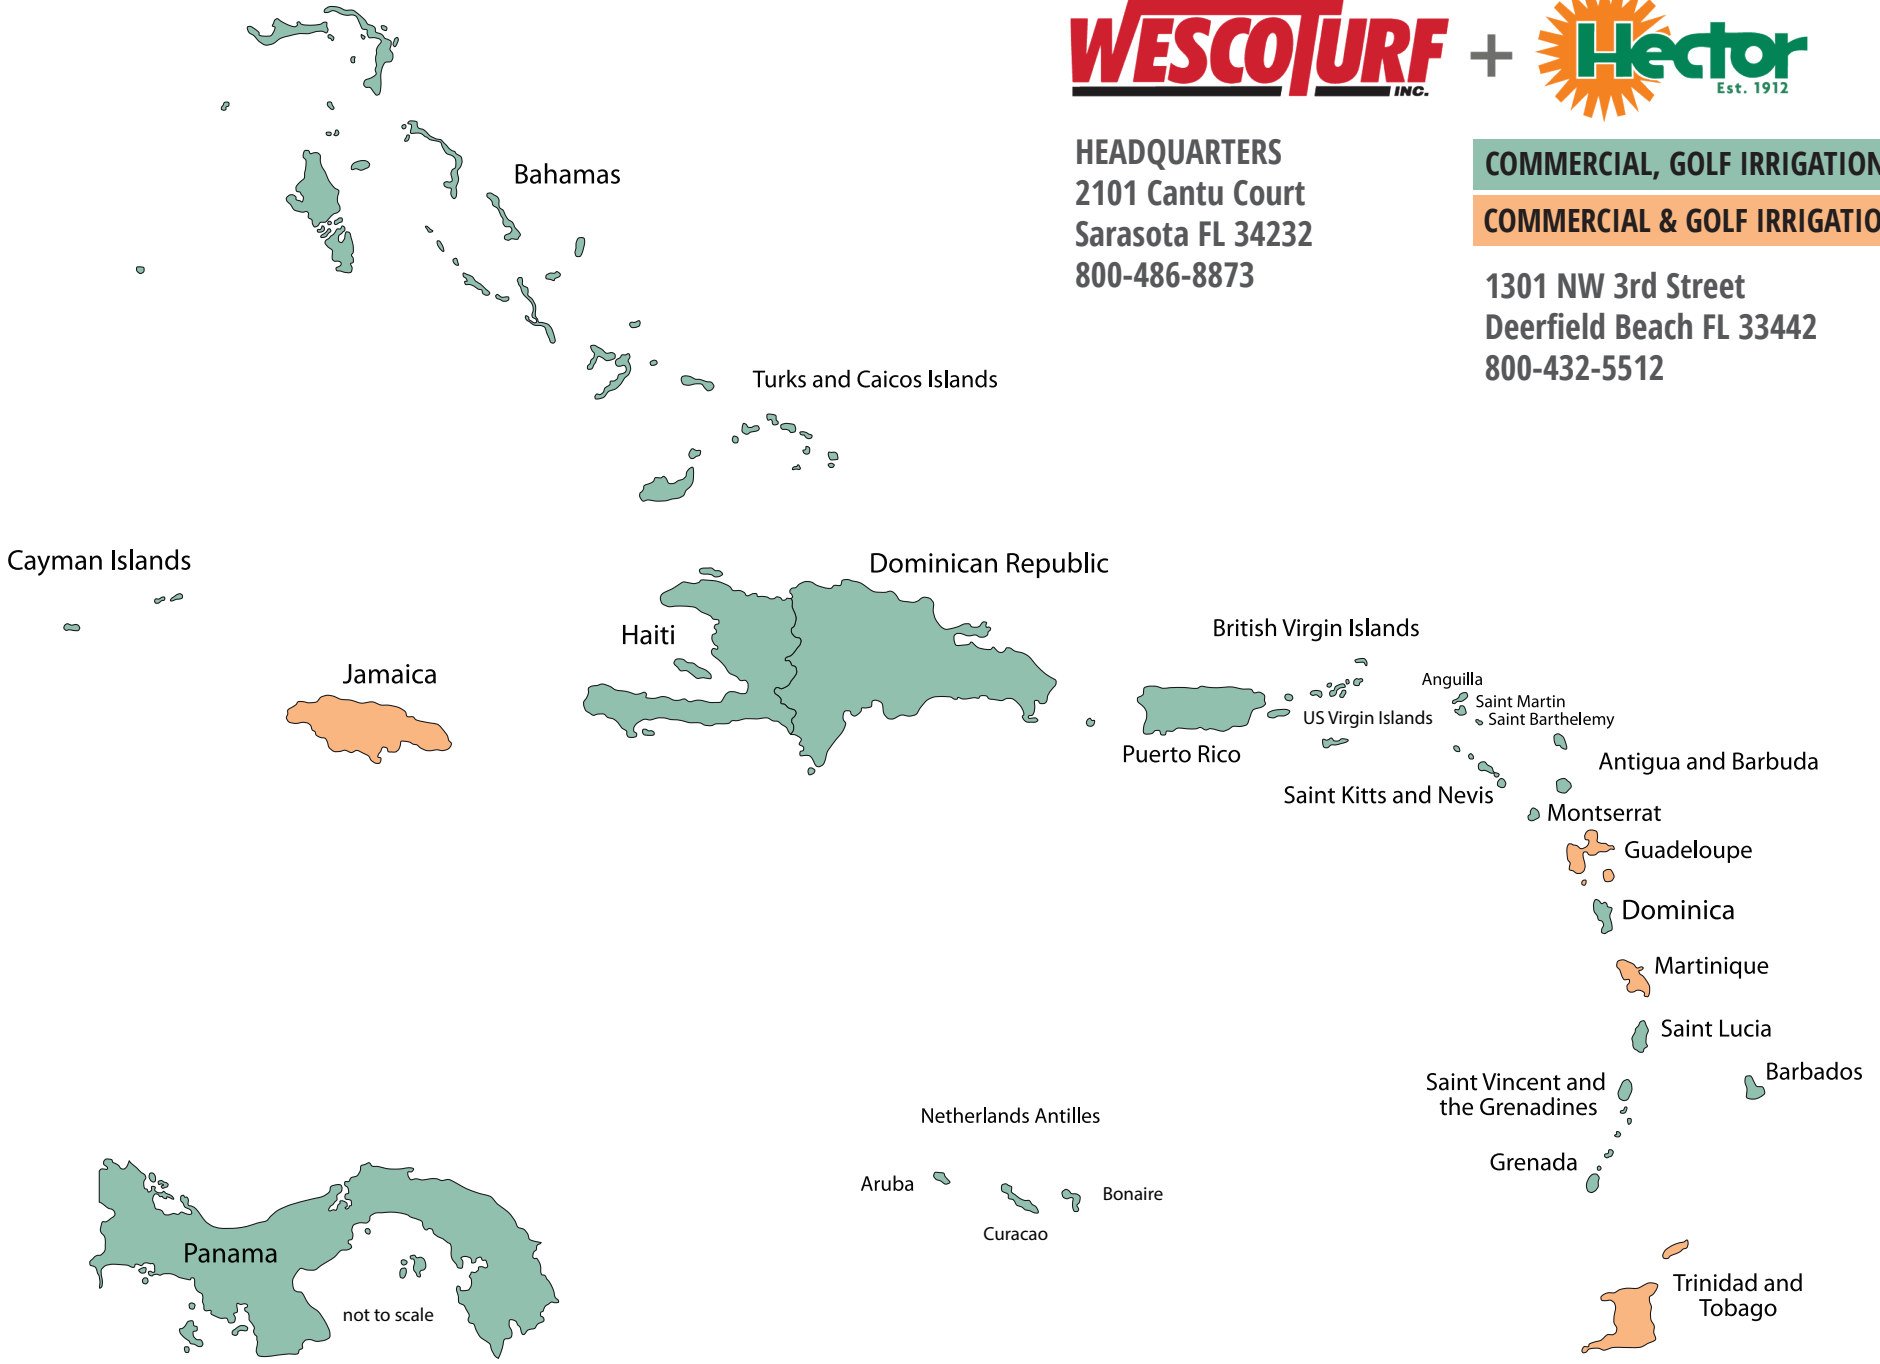 WESCOTURF
INC.
+
Hector
Est. 1912
HEADQUARTERS
2101 Cantu Court
Sarasota FL 34232
800-486-8873
COMMERCIAL, GOLF IRRIGATION
COMMERCIAL & GOLF IRRIGATIO
1301 NW 3rd Street
Deerfield Beach FL 33442
800-432-5512
Bahamas
Turks and Caicos Islands
Cayman Islands
Dominican Republic
Haiti
Jamaica
British Virgin Islands
Anguilla
Saint Martin
Saint Barthelemy
US Virgin Islands
Puerto Rico
Antigua and Barbuda
Saint Kitts and Nevis
Montserrat
Guadeloupe
Dominica
Martinique
Saint Lucia
Barbados
Saint Vincent and
the Grenadines
Netherlands Antilles
Grenada
Aruba
Bonaire
Curacao
Panama
not to scale
Trinidad and
Tobago